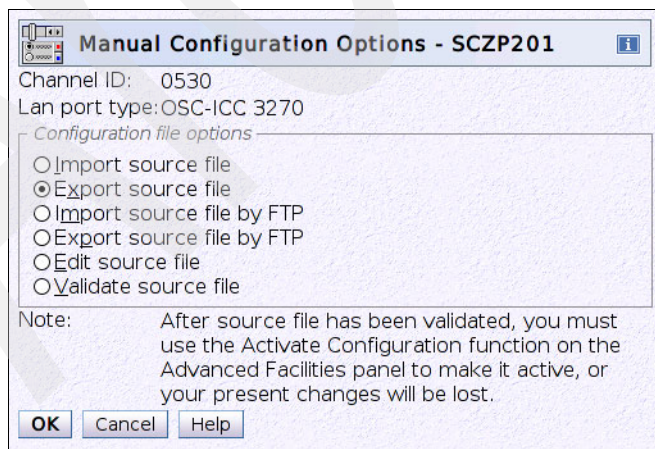 Manual Configuration Options - SCZP201
Channel ID: 0530
Lan port type: OSC-ICC 3270
Configuration file options
Import source file
Export source file
Import source file by FTP
Export source file by FTP
Edit source file
Validate source file
Note: After source file has been validated, you must
use the Activate Configuration function on the
Advanced Facilities panel to make it active, or
your present changes will be lost.
OK Cancel Help